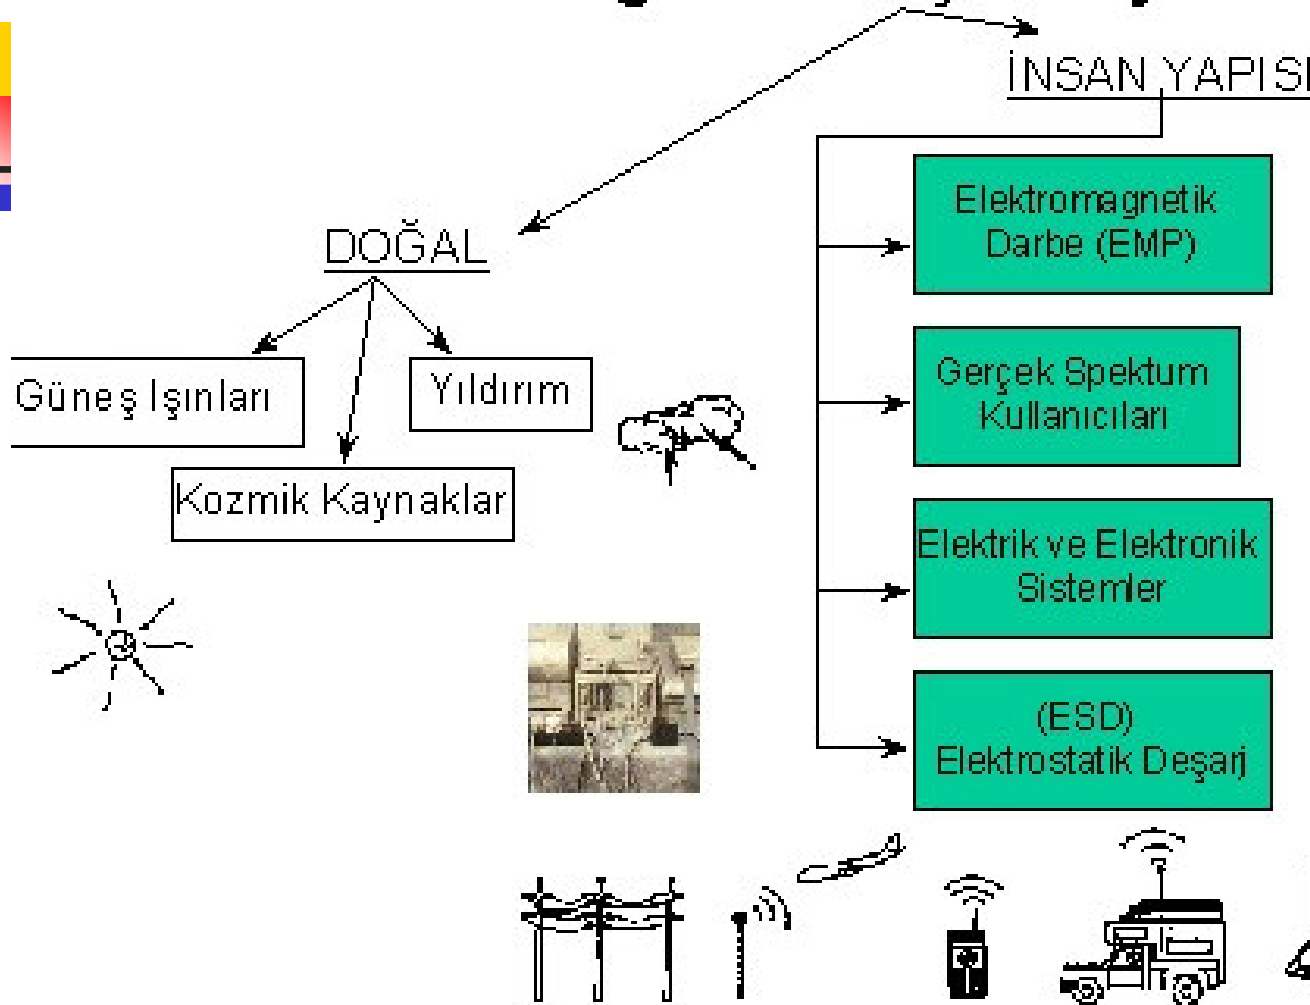 İNSAN YAPISI
Elektromagnetik
Darbe (EMP)
DOĞAL
Güneş Işınları
Yıldırım
Kozmik Kaynaklar
Gerçek Spektum
Kullanıcıları
Elektrik ve Elektronik
Sistemler
(ESD)
Elektrostatik Deşarj